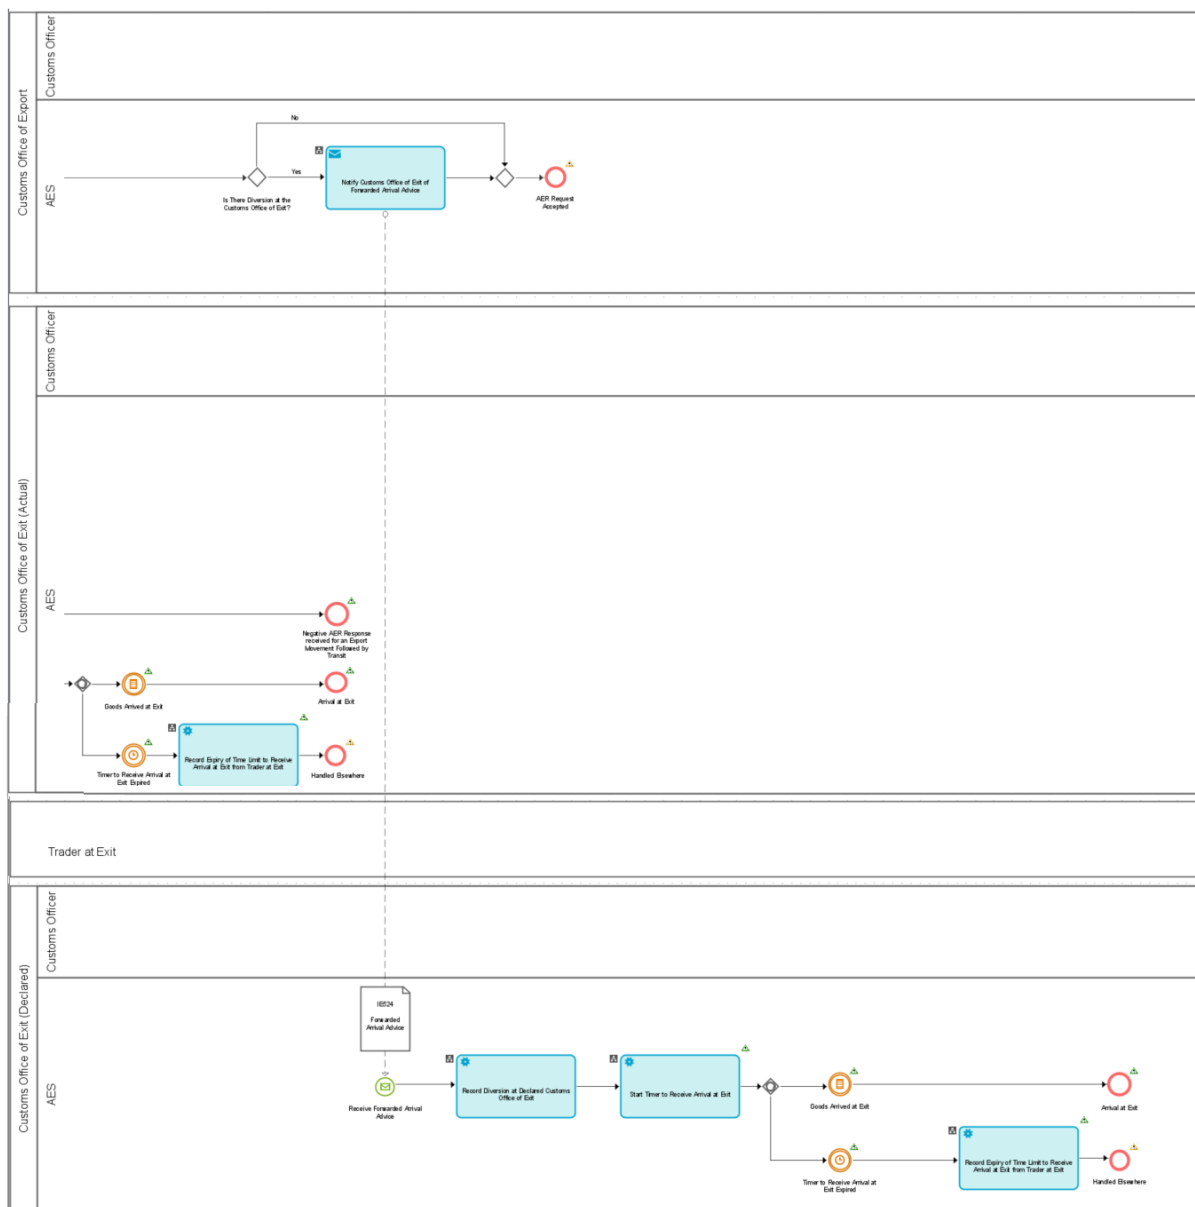 Customs Office of Export
Customs Officer
AES
No
Yes
Is There Diversion at the
Customs Office of Exit?
Notify Customs Office of Exit of
Forwarded Arrival Advice
AER Request
Accepted
Customs Office of Exit (Actual)
Customs Officer
AES
Negative AER Response
received for an Export
Movement Followed by
Transit
Goods Arrived at Exit
Arrival at Exit
Timer to Receive Arrival at
Exit Expired
Record Expiry of Time Limit to Receive
Arrival at Exit from Trader at Exit
Handled Elsewhere
Trader at Exit
Customs Office of Exit (Declared)
Customs Officer
AES
IE524
Forwarded
Arrival Advice
Receive Forwarded Arrival
Advice
Record Diversion at Declared Customs
Office of Exit
Start Timer to Receive Arrival at Exit
Goods Arrived at Exit
Arrival at Exit
Timer to Receive Arrival at
Exit Expired
Record Expiry of Time Limit to Receive
Arrival at Exit from Trader at Exit
Handled Elsewhere